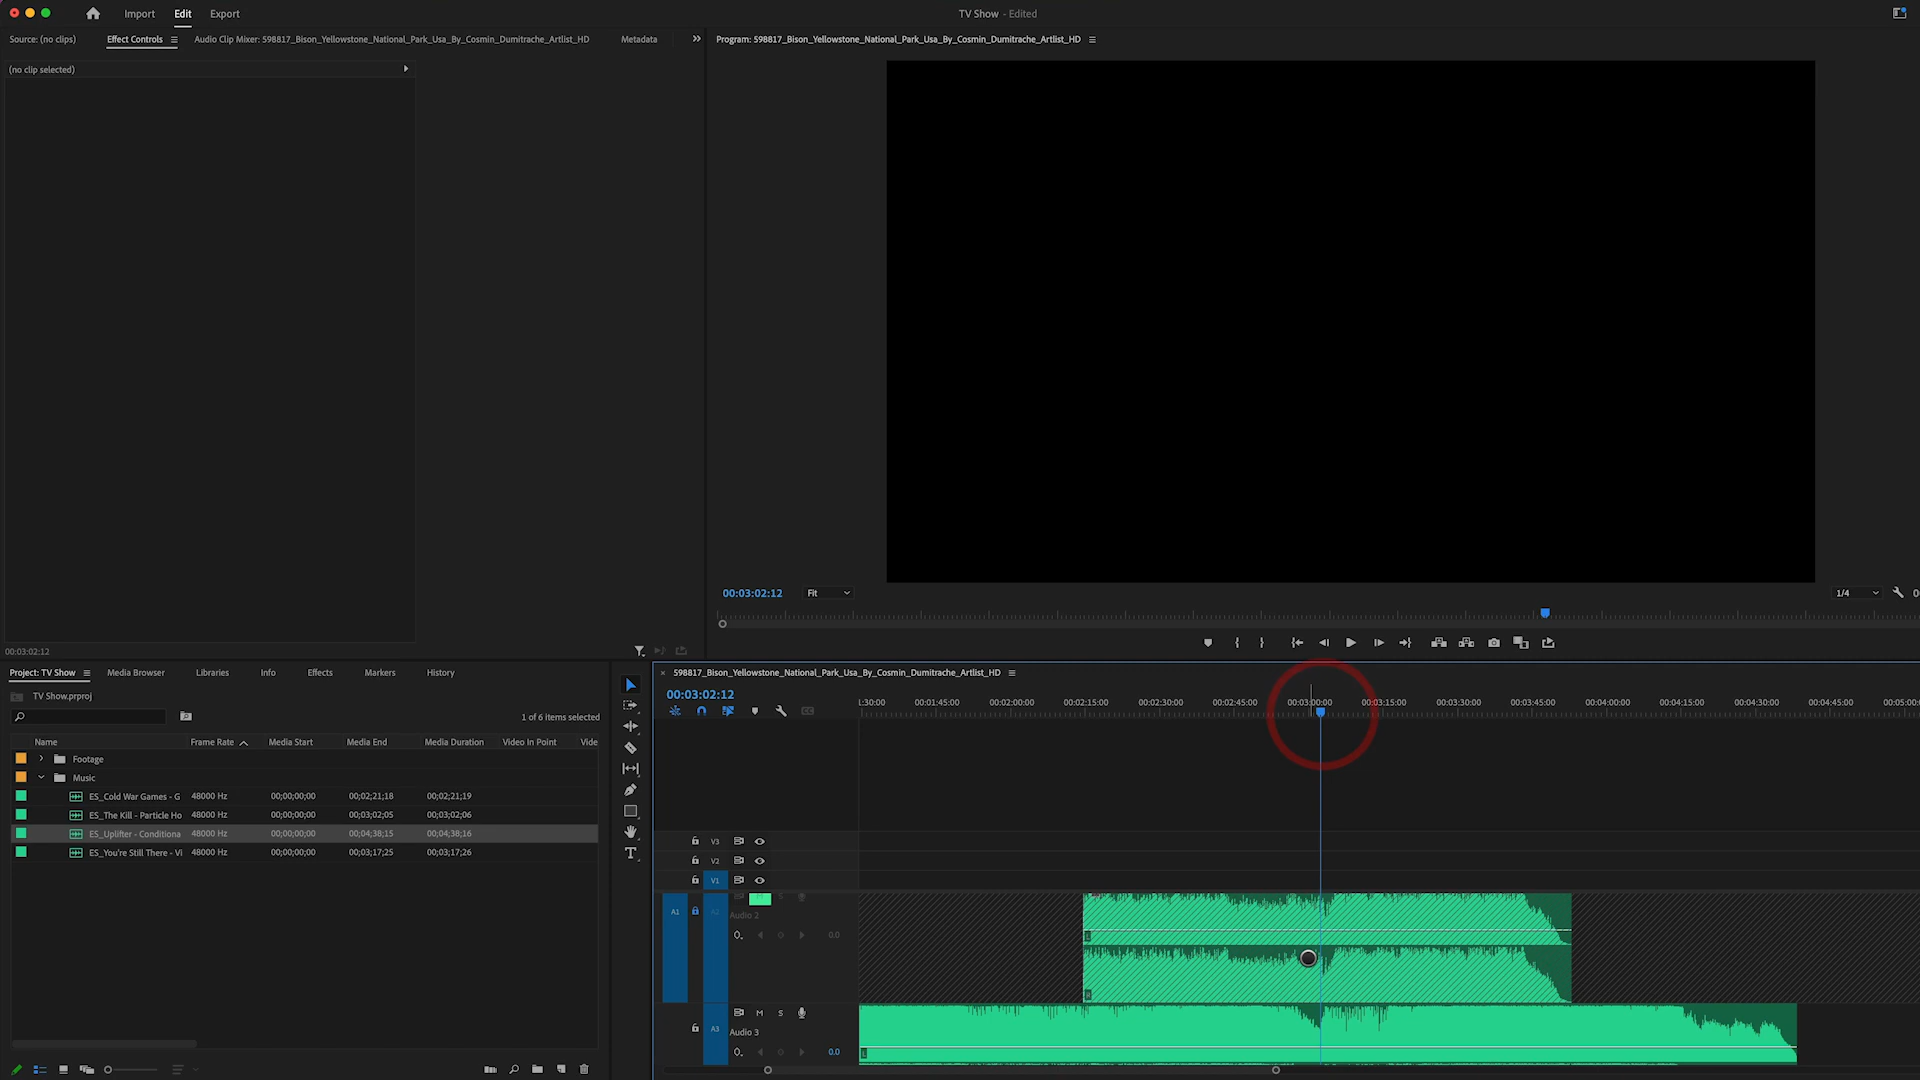 Import Edit Export TV Show - Edited
Source: (no clips) Effect Controls Audio Clip Mixer: 598817_Bison_Yellowstone_National_Park_Usa_By_Cosmin_Dumitrache_Artlist_HD Metadata Program: 598817_Bison_Yellowstone_National_Park_Usa_By_Cosmin_Dumitrache_Artlist_HD
(no clip selected)
00:03:02:12 Fit 1/4
00:03:02:12
Project: TV Show Media Browser Libraries Info Effects Markers History
TV Show.prproj
1 of 6 items selected
Name Frame Rate Media Start Media End Media Duration Video In Point Vide
Footage
Music
ES_Cold War Games - G 48000 Hz 00;00;00;00 00;02;21;18 00;02;21;19
ES_The Kill - Particle Ho 48000 Hz 00;00;00;00 00;03;02;05 00;03;02;06
ES_Uplifter - Conditiona 48000 Hz 00;00;00;00 00;04;38;15 00;04;38;16
ES_You're Still There - Vi 48000 Hz 00;00;00;00 00;03;17;25 00;03;17;26
598817_Bison_Yellowstone_National_Park_Usa_By_Cosmin_Dumitrache_Artlist_HD
00:03:02:12
:30:00 00:01:45:00 00:02:00:00 00:02:15:00 00:02:30:00 00:02:45:00 00:03:00:00 00:03:15:00 00:03:30:00 00:03:45:00 00:04:00:00 00:04:15:00 00:04:30:00 00:04:45:00 00:05:00:0
V3
V2
V1
A1 A2 Audio 2
0.0
M S
A3 Audio 3
0.0